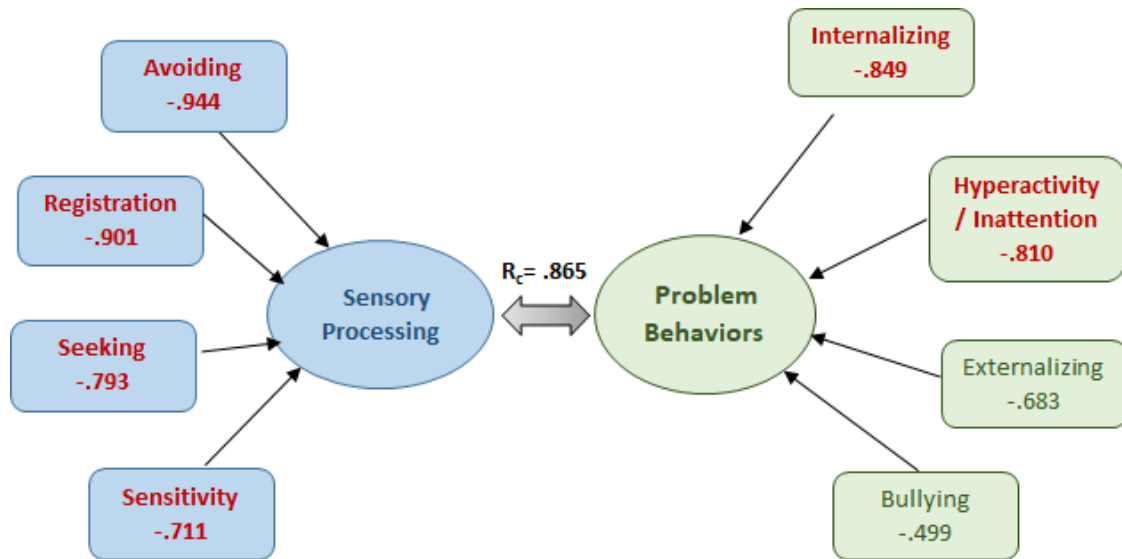 Avoiding
-.944
Registration
-.901
Seeking
-.793
Sensitivity
-.711
Sensory
Processing
R꜀= .865
Problem
Behaviors
Internalizing
-.849
Hyperactivity
/ Inattention
-.810
Externalizing
-.683
Bullying
-.499